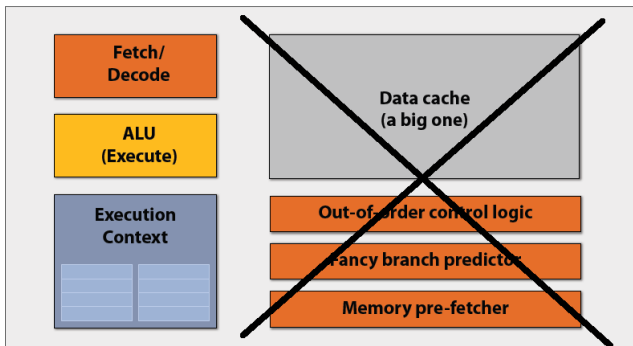 Fetch/
Decode
ALU
(Execute)
Execution
Context
Data cache
(a big one)
Out-of-order control logic
Fancy branch predictor
Memory pre-fetcher